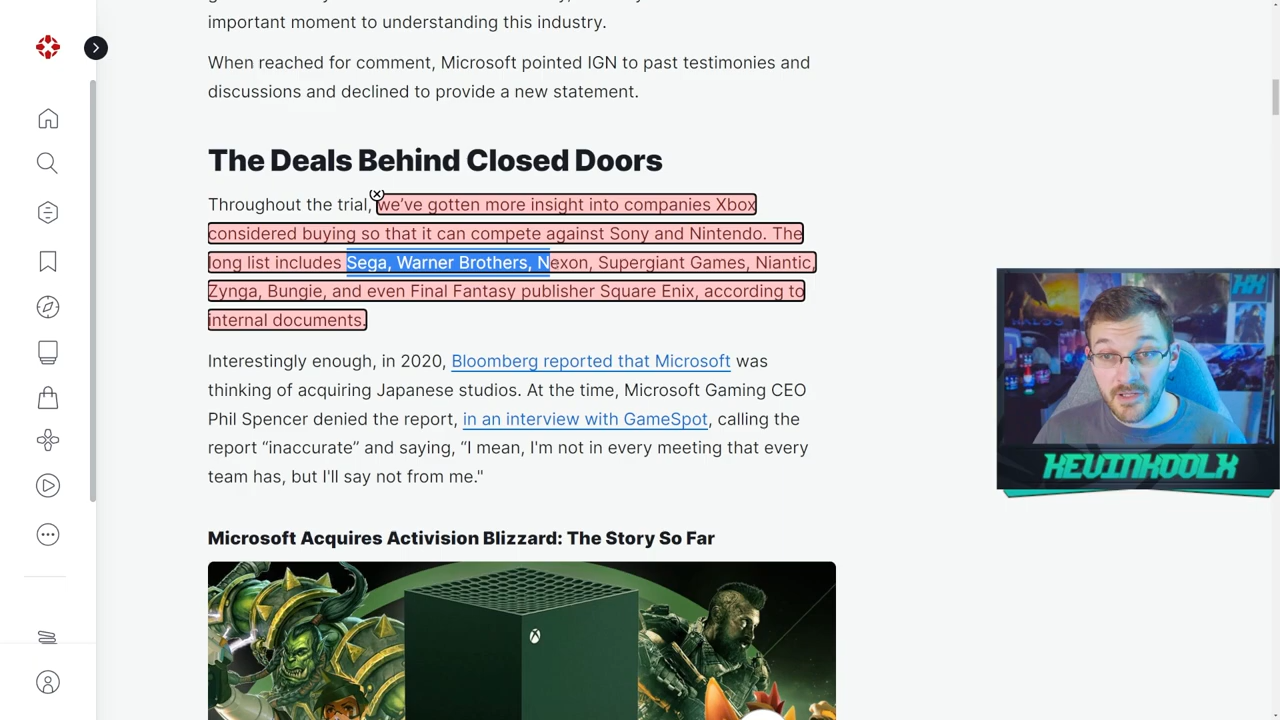 important moment to understanding this industry.
When reached for comment, Microsoft pointed IGN to past testimonies and
discussions and declined to provide a new statement.
The Deals Behind Closed Doors
Throughout the trial, we've gotten more insight into companies Xbox
considered buying so that it can compete against Sony and Nintendo. The
long list includes Sega, Warner Brothers, Nexon, Supergiant Games, Niantic,
Zynga, Bungie, and even Final Fantasy publisher Square Enix, according to
internal documents.
Interestingly enough, in 2020, Bloomberg reported that Microsoft was
thinking of acquiring Japanese studios. At the time, Microsoft Gaming CEO
Phil Spencer denied the report, in an interview with GameSpot, calling the
report “inaccurate” and saying, “I mean, I'm not in every meeting that every
team has, but I'll say not from me."
Microsoft Acquires Activision Blizzard: The Story So Far
KX
KEVINKOOLX